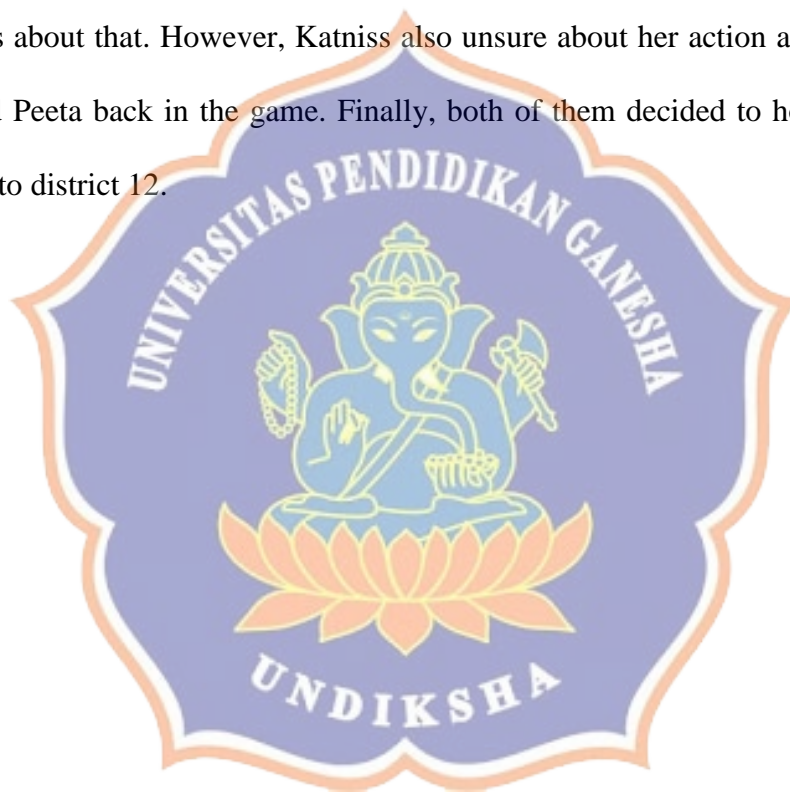 s about that. However, Katniss also unsure about her action a
Peeta back in the game. Finally, both of them decided to h
to district 12.
UNIVERSITAS PENDIDIKAN GANESHA
UNDIKSHA